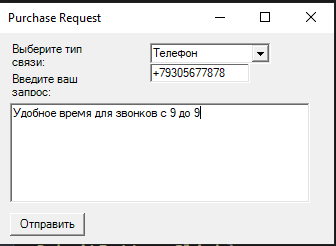 Purchase Request
Выберите тип
связи:
Телефон
Введите ваш
запрос:
+79305677878
Удобное время для звонков с 9 до 9
Отправить